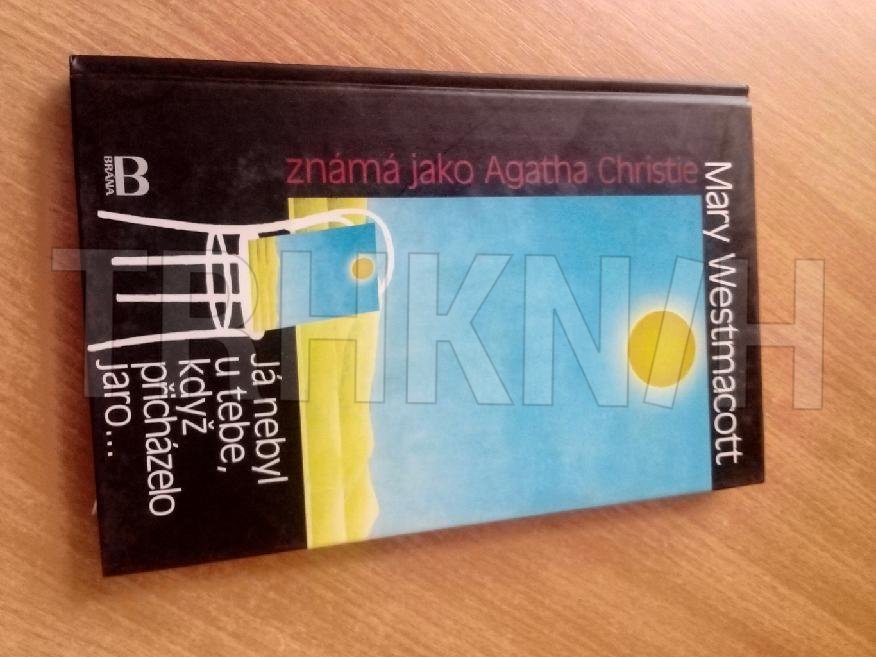 Mary Westmacott
známá jako Agatha Christie
Já nebyl
u tebe,
když
přicházelo
jaro...
B
BRÁNA
TRHKNIH